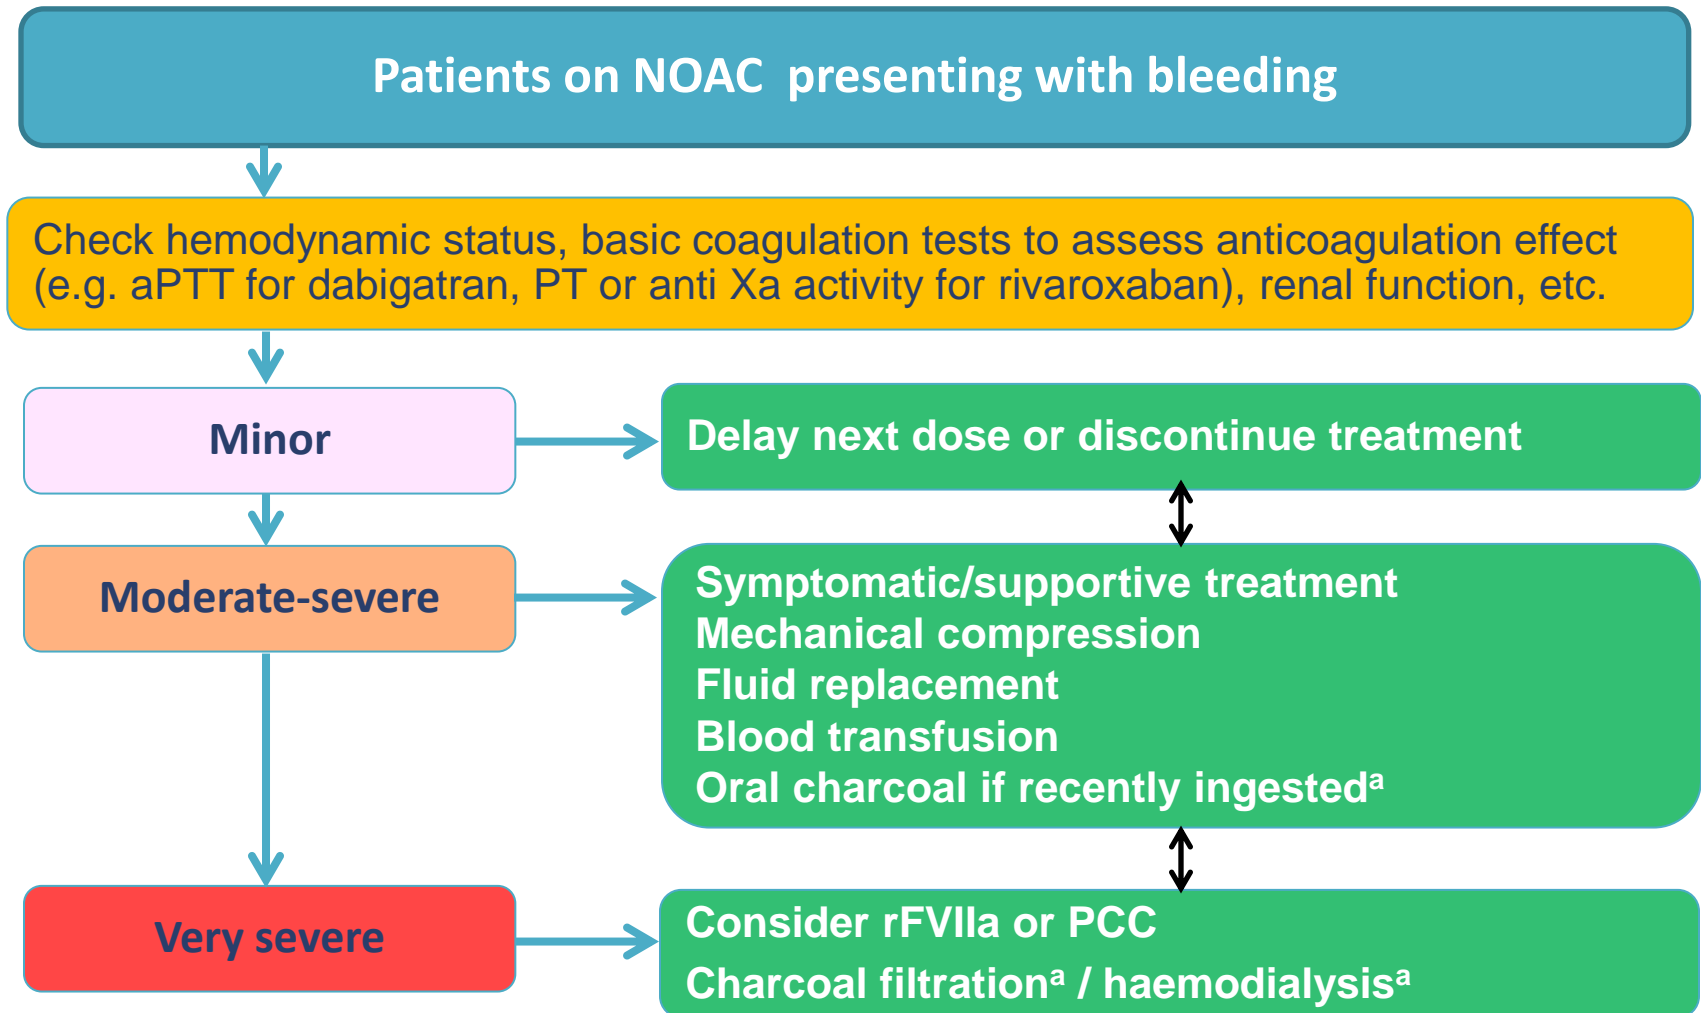 Patients on NOAC presenting with bleeding
Check hemodynamic status, basic coagulation tests to assess anticoagulation effect
(e.g. aPTT for dabigatran, PT or anti Xa activity for rivaroxaban), renal function, etc.
Minor
Delay next dose or discontinue treatment
Moderate-severe
Symptomatic/supportive treatment
Mechanical compression
Fluid replacement
Blood transfusion
Oral charcoal if recently ingestedᵃ
Very severe
Consider rFVIIa or PCC
Charcoal filtrationᵃ / haemodialysisᵃ